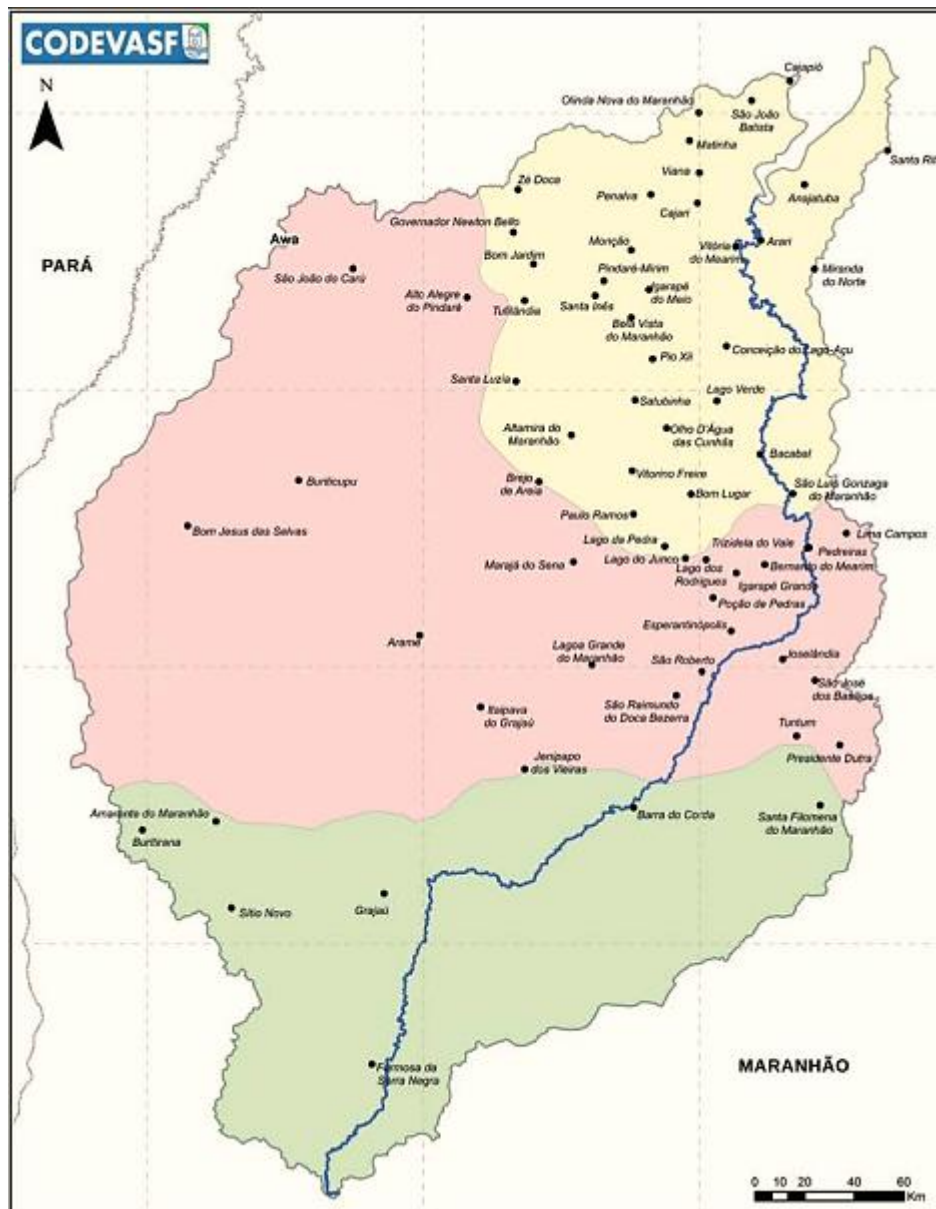 CODEVASF
N
Cajapió
Olinda Nova do Maranhão
São João
Batista
Matinha
Santa Rit
Viana
Zé Doca
Penalva
Anajatuba
Cajari
Governador Newton Bello
Awa
Arari
Monção
Vitória
do Mearim
PARÁ
Bom Jardim
São João do Carú
Pindaré-Mirim
Miranda
do Norte
Alto Alegre
do Pindaré
Igarapé
do Meio
Tufilândia
Santa Inês
Bela Vista
do Maranhão
Conceição do Lago-Açu
Pio XII
Santa Luzia
Lago Verde
Satubinha
Altamira do
Maranhão
Olho D'Água
das Cunhãs
Bacabal
Vitorino Freire
Buriticupu
Brejo
de Areia
São Luis Gonzaga
do Maranhão
Bom Lugar
Paulo Ramos
Bom Jesus das Selvas
Lima Campos
Lago da Pedra
Trizidela do Vale
Pedreiras
Marajá do Sena
Lago do Junco
Lago dos
Rodrigues
Bernardo do Mearim
Igarapé Grande
Poção de Pedras
Esperantinópolis
Arame
Lagoa Grande
do Maranhão
São Roberto
Joselândia
São José
dos Basílios
Itaipava
do Grajaú
São Raimundo
do Doca Bezerra
Tuntum
Presidente Dutra
Jenipapo
dos Vieiras
Amarante do Maranhão
Buritirana
Barra do Corda
Santa Filomena
do Maranhão
Sítio Novo
Grajaú
Formosa da
Serra Negra
MARANHÃO
0 10 20 40 60
Km